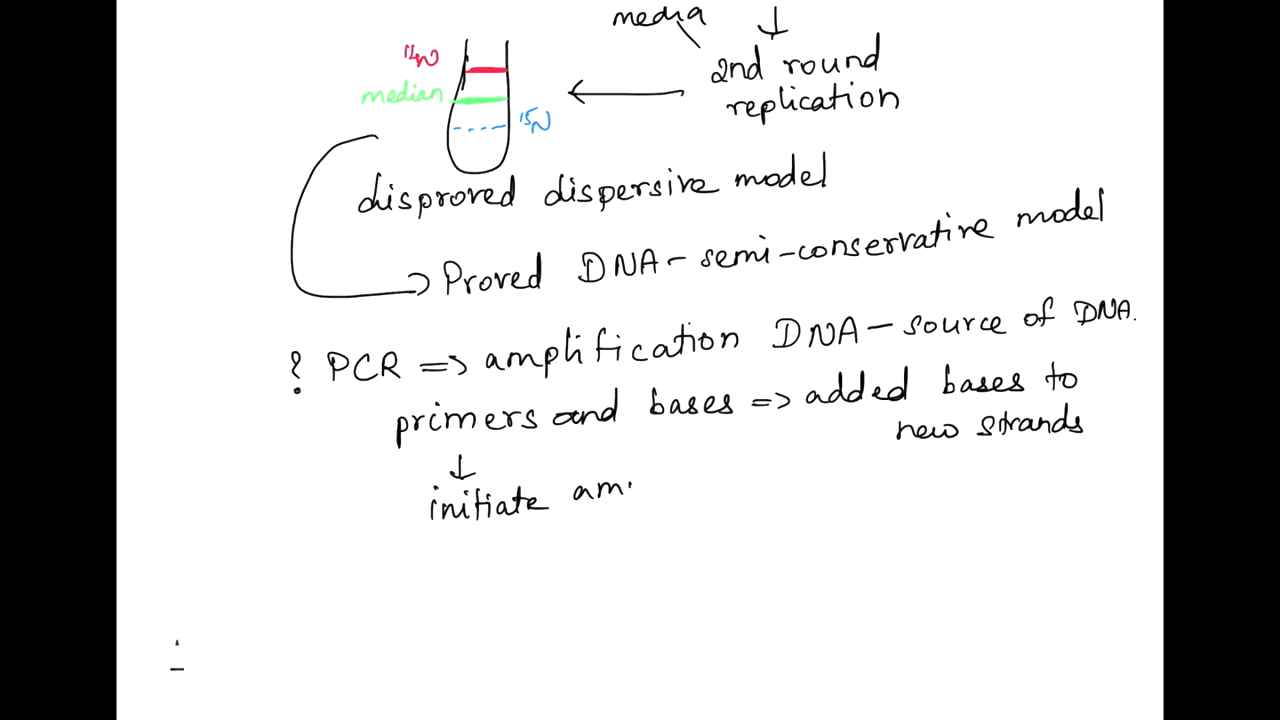 media
↓
¹⁴N
2nd round
median
replication
←
¹⁵N
disproved dispersive model
→ Proved DNA - semi-conservative model
? PCR => amplification DNA - source of DNA.
primers and bases => added bases to
new strands
↓
initiate am